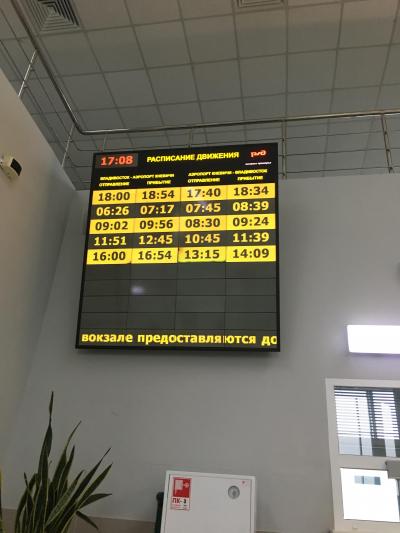 17:08 РАСПИСАНИЕ ДВИЖЕНИЯ РЖД
ВЛАДИВОСТОК - АЭРОПОРТ КНЕВИЧИ АЭРОПОРТ КНЕВИЧИ - ВЛАДИВОСТОК
ОТПРАВЛЕНИЕ ПРИБЫТИЕ ОТПРАВЛЕНИЕ ПРИБЫТИЕ
18:00 18:54 17:40 18:34
06:26 07:17 07:45 08:39
09:02 09:56 08:30 09:24
11:51 12:45 10:45 11:39
16:00 16:54 13:15 14:09
вокзале предоставляются до
ПК-3